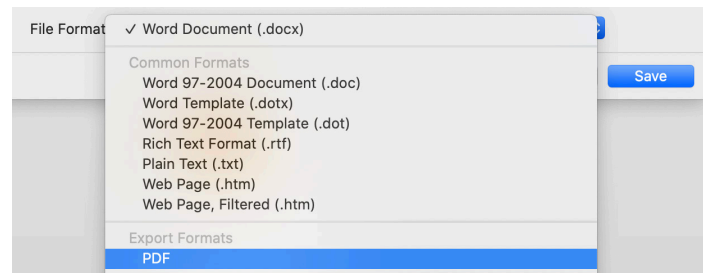 File Format
✓ Word Document (.docx)
Common Formats
Word 97-2004 Document (.doc)
Save
Word Template (.dotx)
Word 97-2004 Template (.dot)
Rich Text Format (.rtf)
Plain Text (.txt)
Web Page (.htm)
Web Page, Filtered (.htm)
Export Formats
PDF